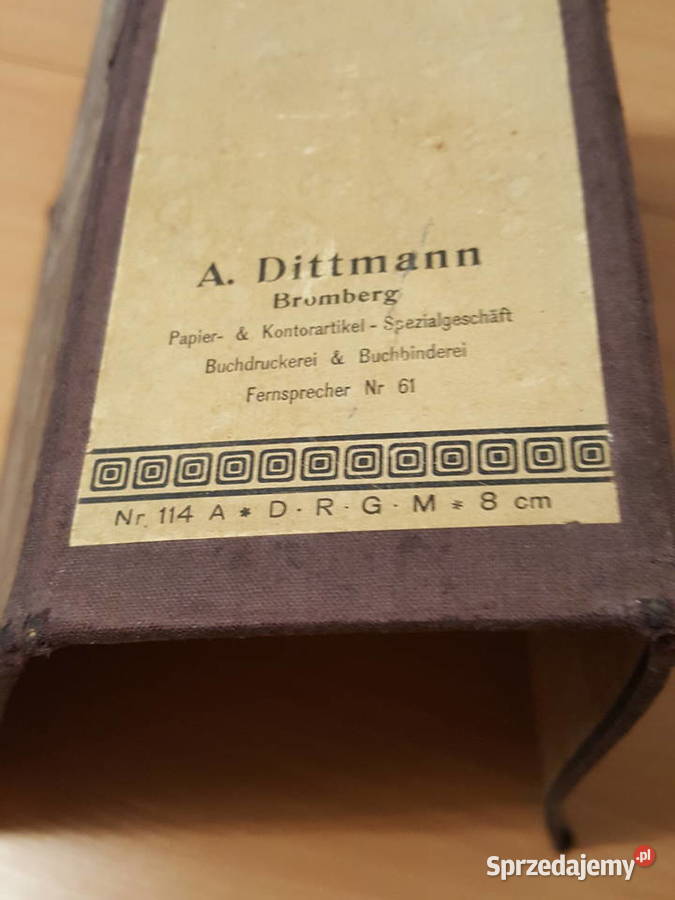 A. Dittmann
Bromberg
Papier- & Kontorartikel - Spezialgeschäft
Buchdruckerei & Buchbinderei
Fernsprecher Nr 61
Nr. 114 A * D · R · G · M * 8 cm
Sprzedajemy.pl